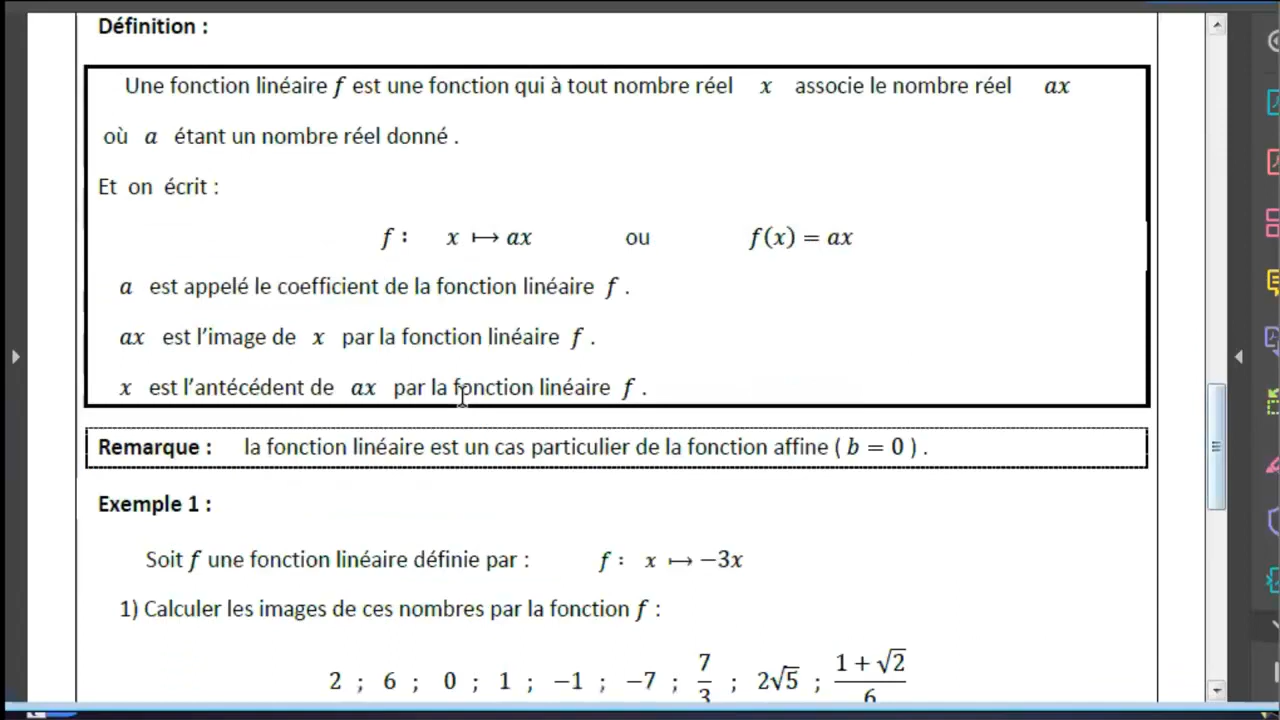 Définition :
Une fonction linéaire f est une fonction qui à tout nombre réel x associe le nombre réel ax
où a étant un nombre réel donné .
Et on écrit :
f : x ⟼ ax ou f(x) = ax
a est appelé le coefficient de la fonction linéaire f .
ax est l’image de x par la fonction linéaire f .
x est l’antécédent de ax par la fonction linéaire f .
Remarque : la fonction linéaire est un cas particulier de la fonction affine ( b = 0 ) .
Exemple 1 :
Soit f une fonction linéaire définie par : f : x ⟼ −3x
1) Calculer les images de ces nombres par la fonction f :
2 ; 6 ; 0 ; 1 ; −1 ; −7 ; 7/3 ; 2√5 ; (1 + √2)/6